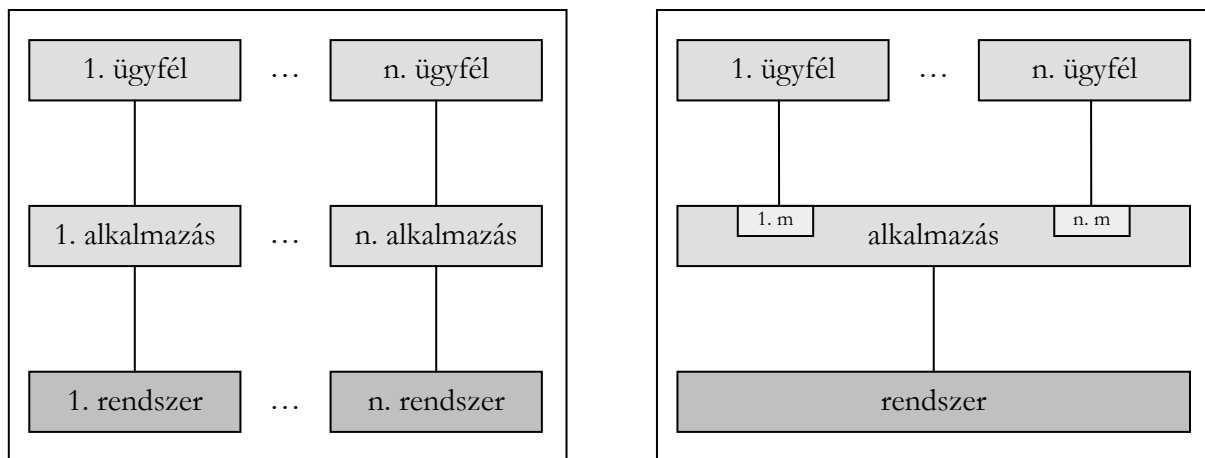 1. ügyfél … n. ügyfél
1. alkalmazás … n. alkalmazás
1. rendszer … n. rendszer
1. ügyfél … n. ügyfél
1. m n. m
alkalmazás
rendszer